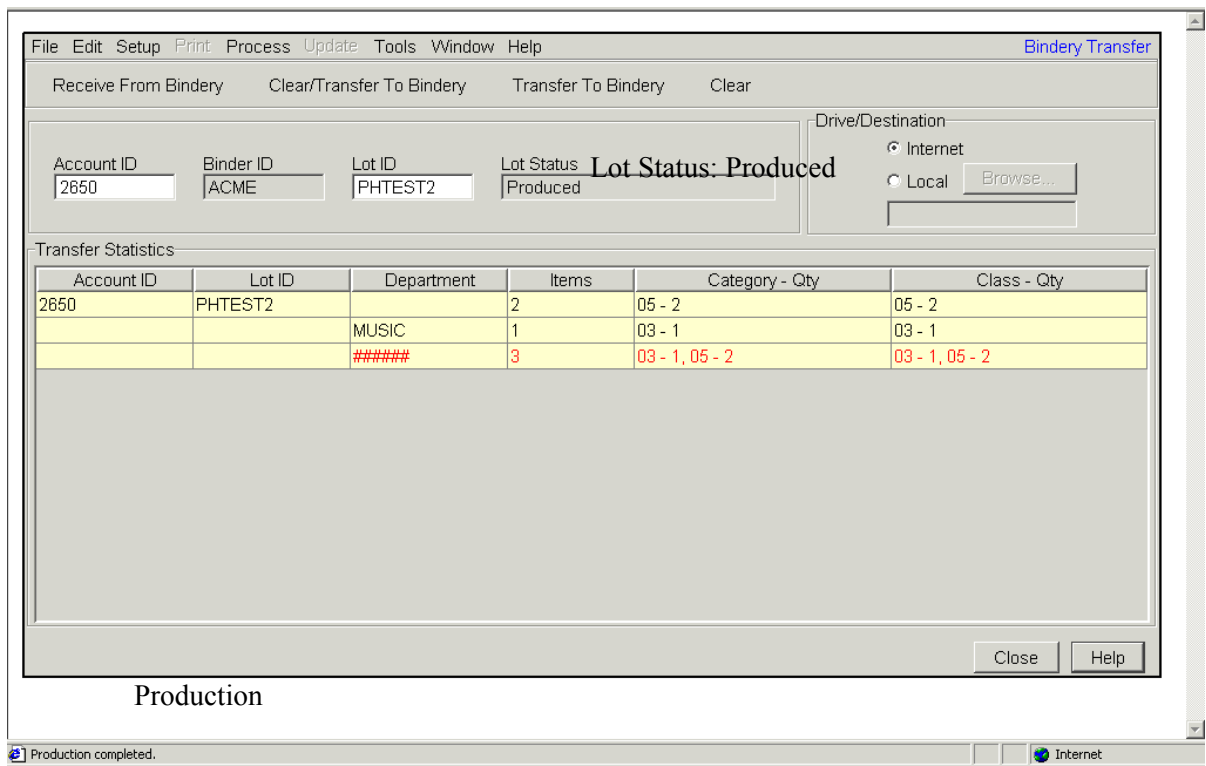 File Edit Setup Print Process Update Tools Window Help Bindery Transfer
Receive From Bindery Clear/Transfer To Bindery Transfer To Bindery Clear
Drive/Destination
Internet
Account ID Binder ID Lot ID Lot Status Lot Status: Produced
2650 ACME PHTEST2 Produced
Local Browse...
Transfer Statistics
Account ID Lot ID Department Items Category - Qty Class - Qty
2650 PHTEST2 2 05 - 2 05 - 2
MUSIC 1 03 - 1 03 - 1
###### 3 03 - 1, 05 - 2 03 - 1, 05 - 2
Close Help
Production
Production completed. Internet